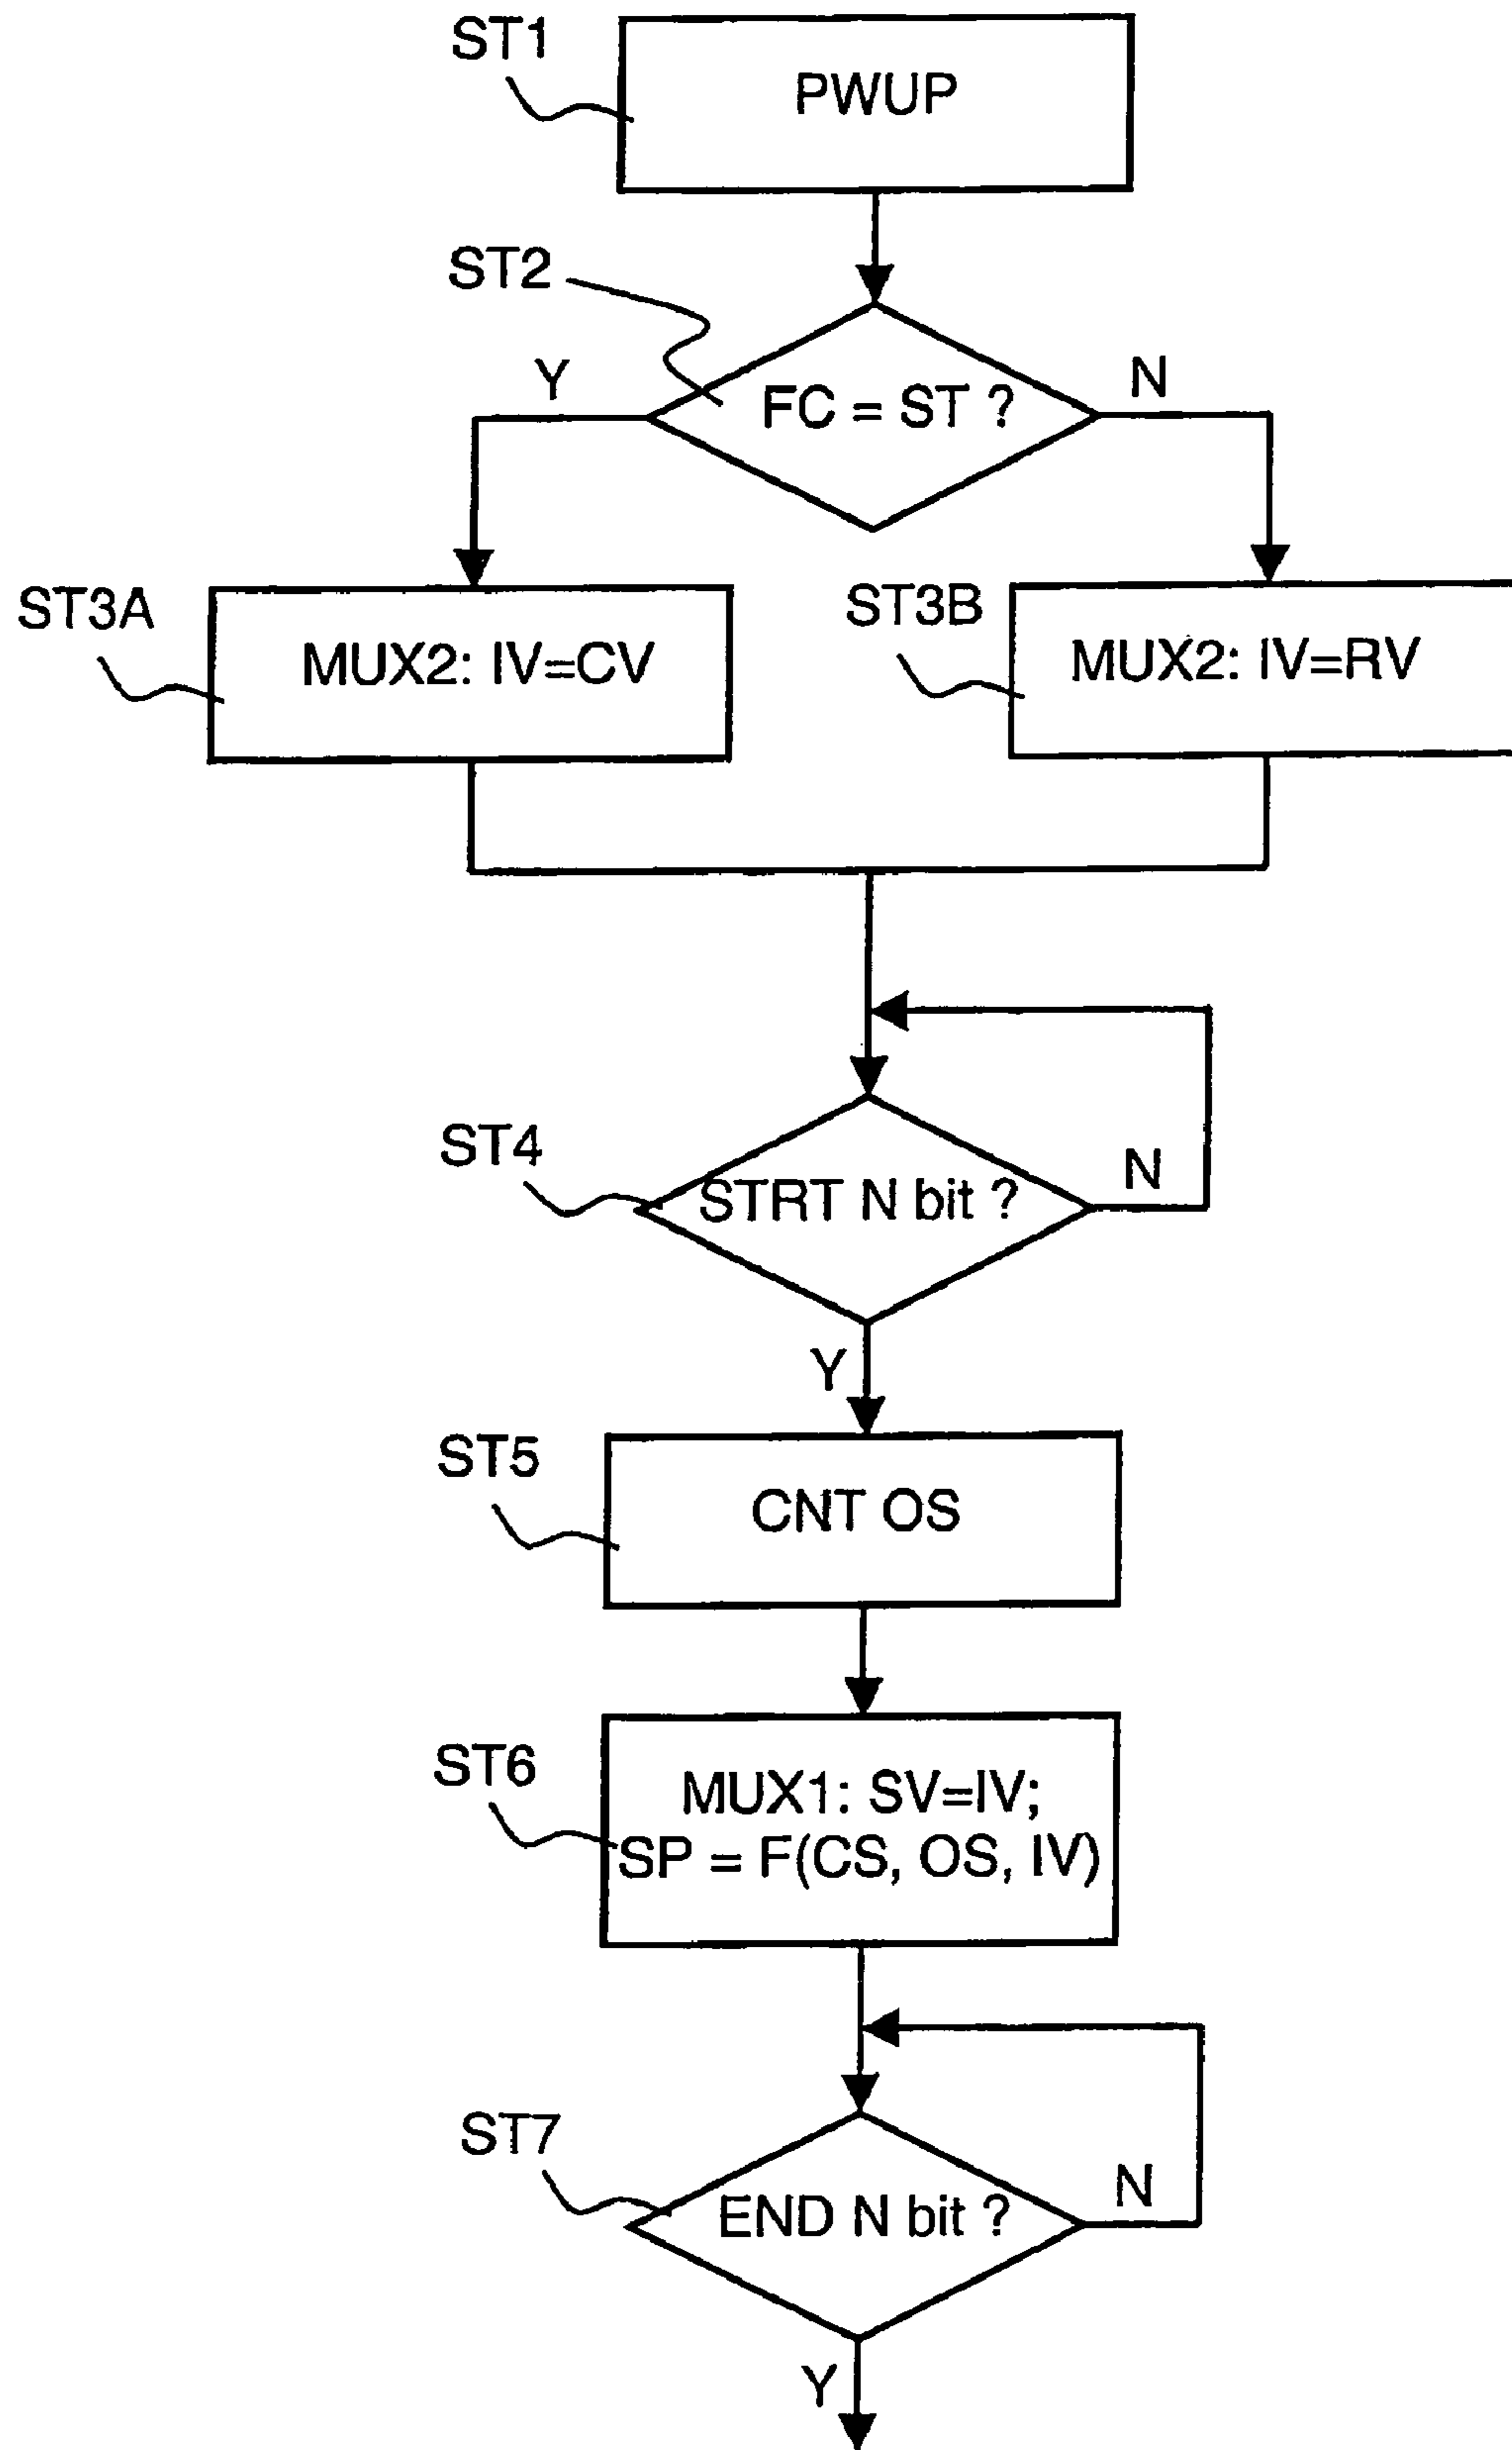 ST1
PWUP
ST2
Y
N
FC = ST ?
ST3A
MUX2: IV=CV
ST3B
MUX2: IV=RV
ST4
STRT N bit ?
N
Y
ST5
CNT OS
ST6
MUX1: SV=IV;
SP = F(CS, OS, IV)
ST7
END N bit ?
N
Y